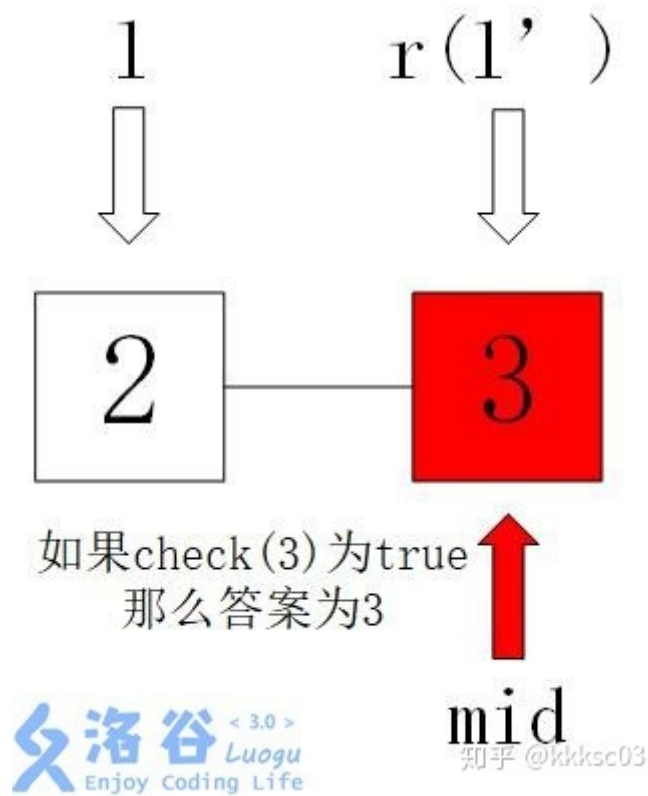 l r(l’)
2 3
如果check(3)为true
那么答案为3
mid
洛谷 < 3.0 >
Luogu
Enjoy Coding Life
知乎 @kkksc03